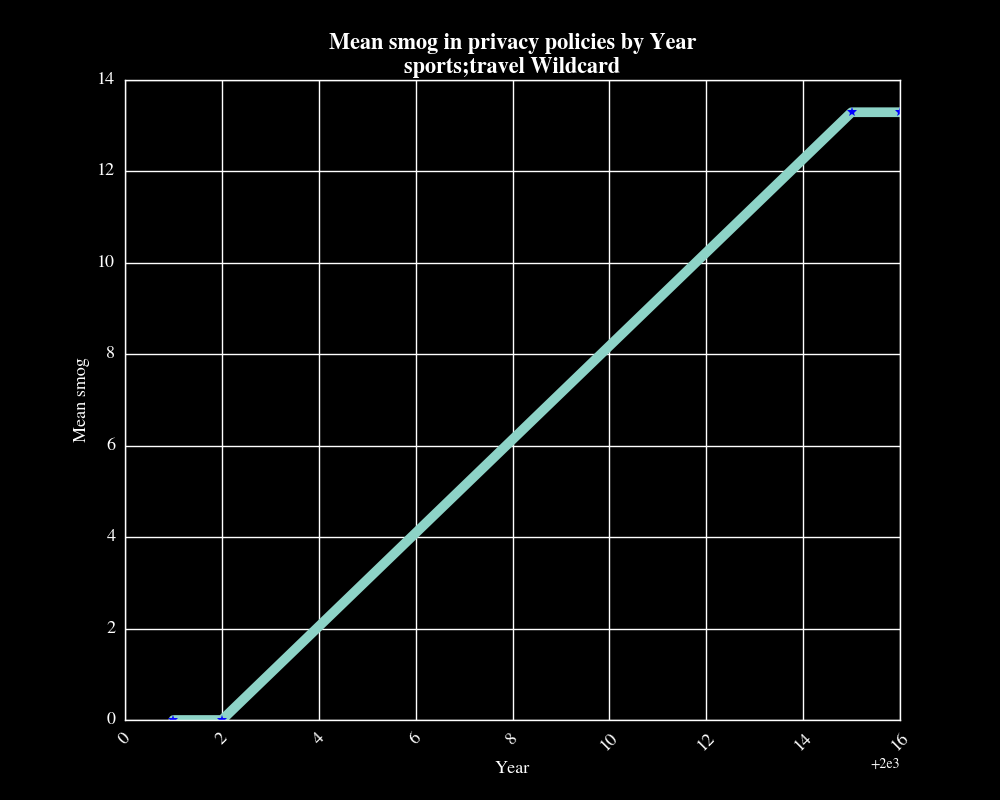 Mean smog in privacy policies by Year
sports;travel Wildcard
14
12
10
8
6
4
2
0
Mean smog
0 2 4 6 8 10 12 14 16
Year
+2e3